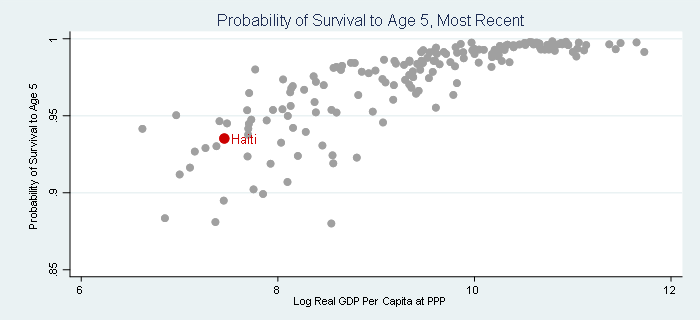 Probability of Survival to Age 5, Most Recent
Probability of Survival to Age 5
1
.95
.9
.85
Haiti
6 8 10 12
Log Real GDP Per Capita at PPP